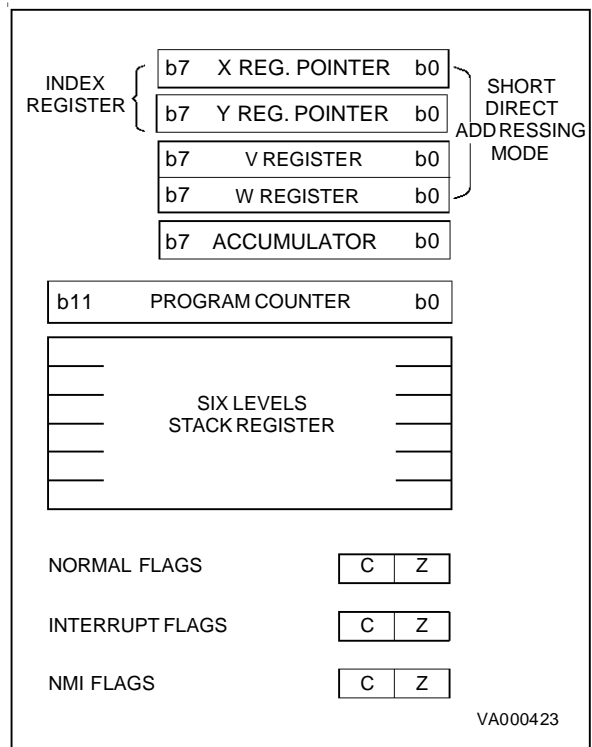 INDEX
REGISTER
b7 X REG. POINTER b0
b7 Y REG. POINTER b0
b7 V REGISTER b0
b7 W REGISTER b0
SHORT
DIRECT
ADDRESSING
MODE
b7 ACCUMULATOR b0
b11 PROGRAM COUNTER b0
SIX LEVELS
STACK REGISTER
NORMAL FLAGS C Z
INTERRUPT FLAGS C Z
NMI FLAGS C Z
VA000423